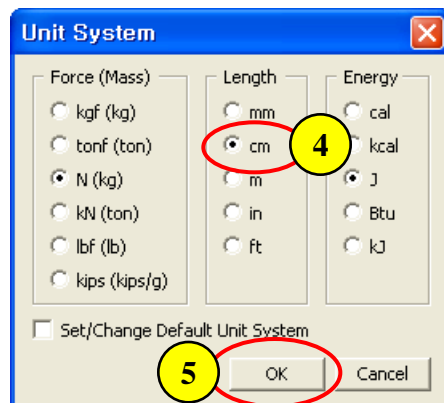 Unit System
Force (Mass)
kgf (kg)
tonf (ton)
N (kg)
kN (ton)
lbf (lb)
kips (kips/g)
Length
mm
cm
m
in
ft
4
Energy
cal
kcal
J
Btu
kJ
Set/Change Default Unit System
5
OK
Cancel